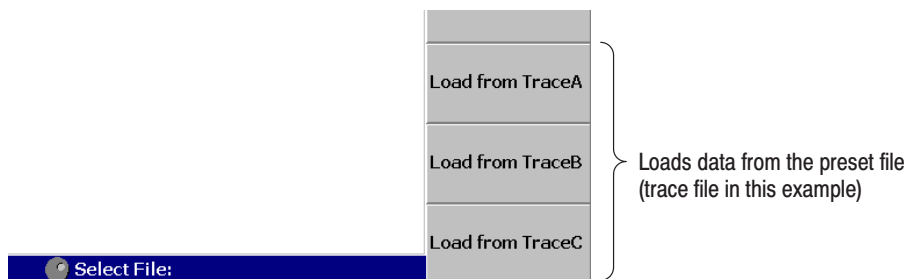 Load from TraceA
Load from TraceB
Loads data from the preset file
(trace file in this example)
Load from TraceC
Select File: